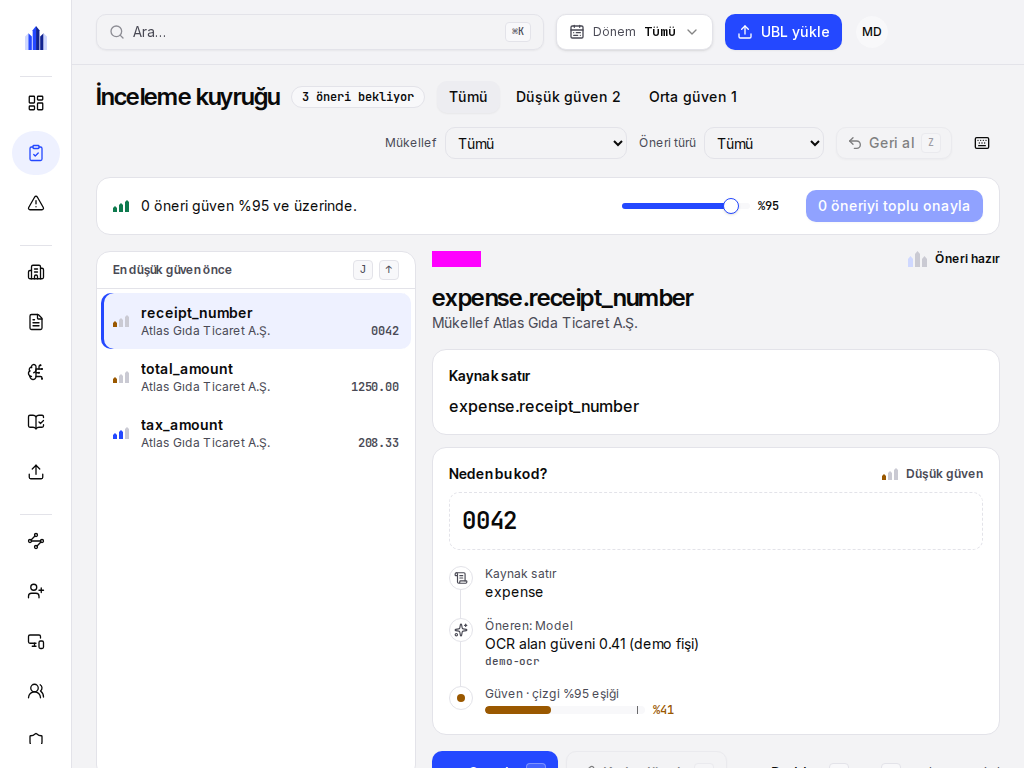 Ara… ⌘K Dönem Tümü UBL yükle MD
İnceleme kuyruğu 3 öneri bekliyor Tümü Düşük güven 2 Orta güven 1
Mükellef Tümü Öneri türü Tümü Geri al Z
0 öneri güven %95 ve üzerinde. %95 0 öneriyi toplu onayla
En düşük güven önce J ↑
receipt_number
Atlas Gıda Ticaret A.Ş. 0042
total_amount
Atlas Gıda Ticaret A.Ş. 1250.00
tax_amount
Atlas Gıda Ticaret A.Ş. 208.33
Öneri hazır
expense.receipt_number
Mükellef Atlas Gıda Ticaret A.Ş.
Kaynak satır
expense.receipt_number
Neden bu kod? Düşük güven
0042
Kaynak satır
expense
Öneren: Model
OCR alan güveni 0.41 (demo fişi)
demo-ocr
Güven · çizgi %95 eşiği
%41